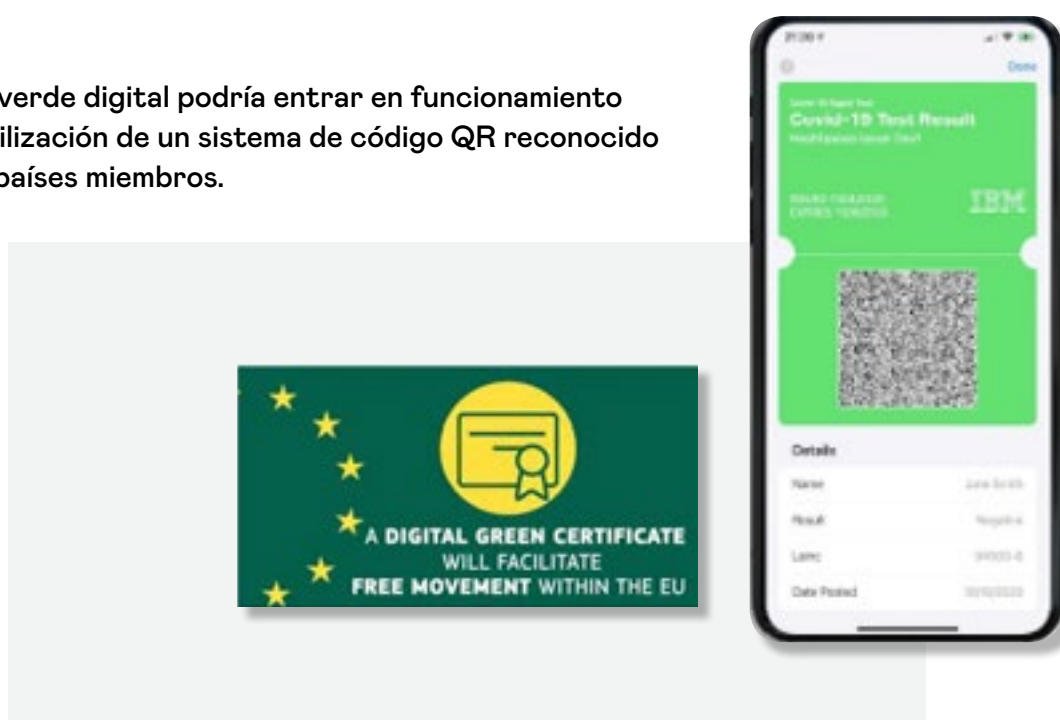 verde digital podría entrar en funcionamiento
ilización de un sistema de código QR reconocido
países miembros.
A DIGITAL GREEN CERTIFICATE
WILL FACILITATE
FREE MOVEMENT WITHIN THE EU
Done
Covid-19 Test Result
IBM
Details
Name
Result
Negative
Date Posted